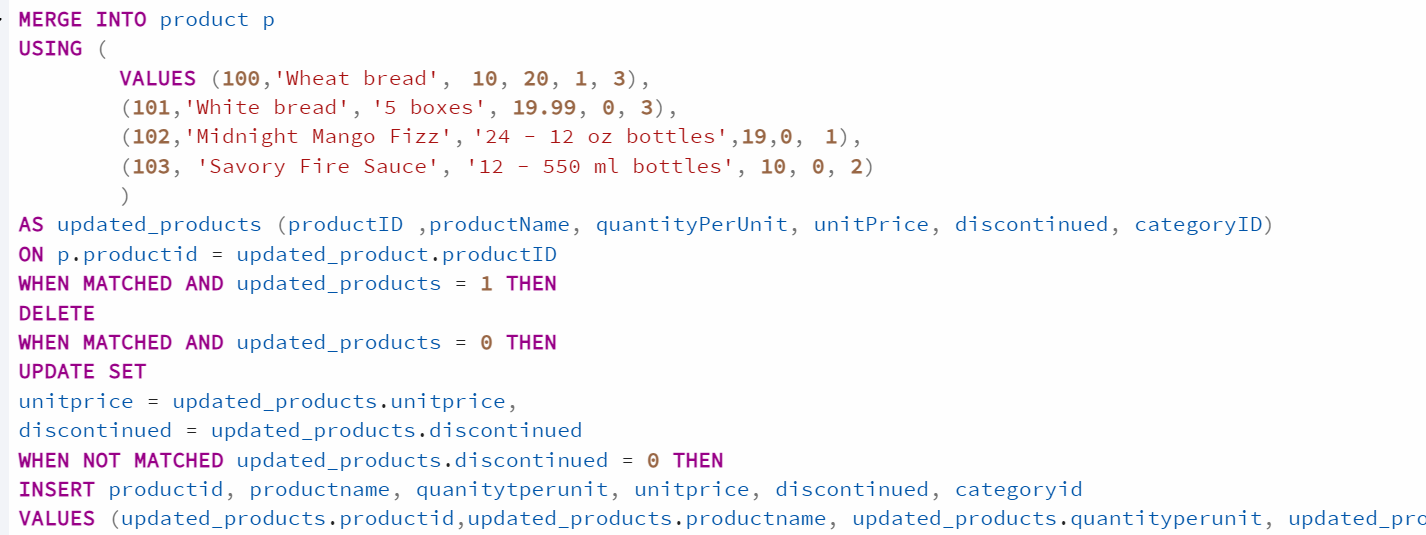 MERGE INTO product p
USING (
VALUES (100,'Wheat bread', 10, 20, 1, 3),
(101,'White bread', '5 boxes', 19.99, 0, 3),
(102,'Midnight Mango Fizz', '24 - 12 oz bottles',19,0, 1),
(103, 'Savory Fire Sauce', '12 - 550 ml bottles', 10, 0, 2)
)
AS updated_products (productID ,productName, quantityPerUnit, unitPrice, discontinued, categoryID)
ON p.productid = updated_product.productID
WHEN MATCHED AND updated_products = 1 THEN
DELETE
WHEN MATCHED AND updated_products = 0 THEN
UPDATE SET
unitprice = updated_products.unitprice,
discontinued = updated_products.discontinued
WHEN NOT MATCHED updated_products.discontinued = 0 THEN
INSERT productid, productname, quanitytperunit, unitprice, discontinued, categoryid
VALUES (updated_products.productid,updated_products.productname, updated_products.quantityperunit, updated_pro